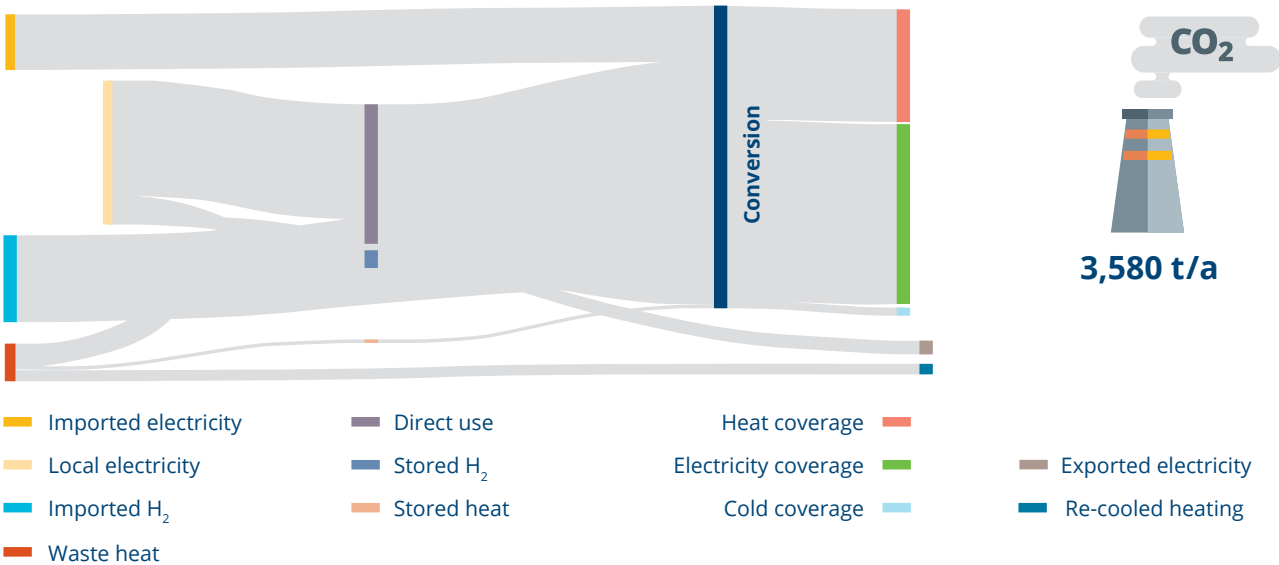 CO₂
Conversion
3,580 t/a
Imported electricity
Direct use
Heat coverage
Local electricity
Stored H₂
Electricity coverage
Exported electricity
Imported H₂
Stored heat
Cold coverage
Re-cooled heating
Waste heat